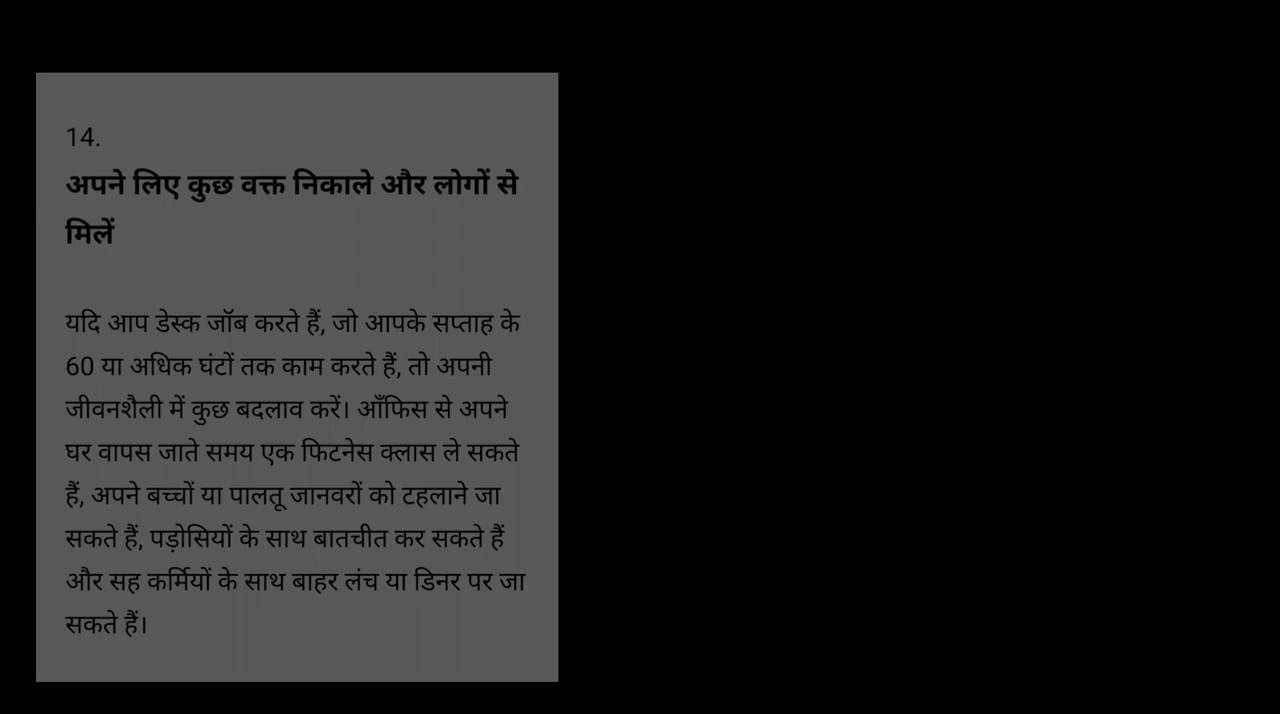 14.
अपने लिए कुछ वक्त निकाले और लोगों से
मिलें
यदि आप डेस्क जॉब करते हैं, जो आपके सप्ताह के
60 या अधिक घंटों तक काम करते हैं, तो अपनी
जीवनशैली में कुछ बदलाव करें। आँफिस से अपने
घर वापस जाते समय एक फिटनेस क्लास ले सकते
हैं, अपने बच्चों या पालतू जानवरों को टहलाने जा
सकते हैं, पड़ोसियों के साथ बातचीत कर सकते हैं
और सह कर्मियों के साथ बाहर लंच या डिनर पर जा
सकते हैं।